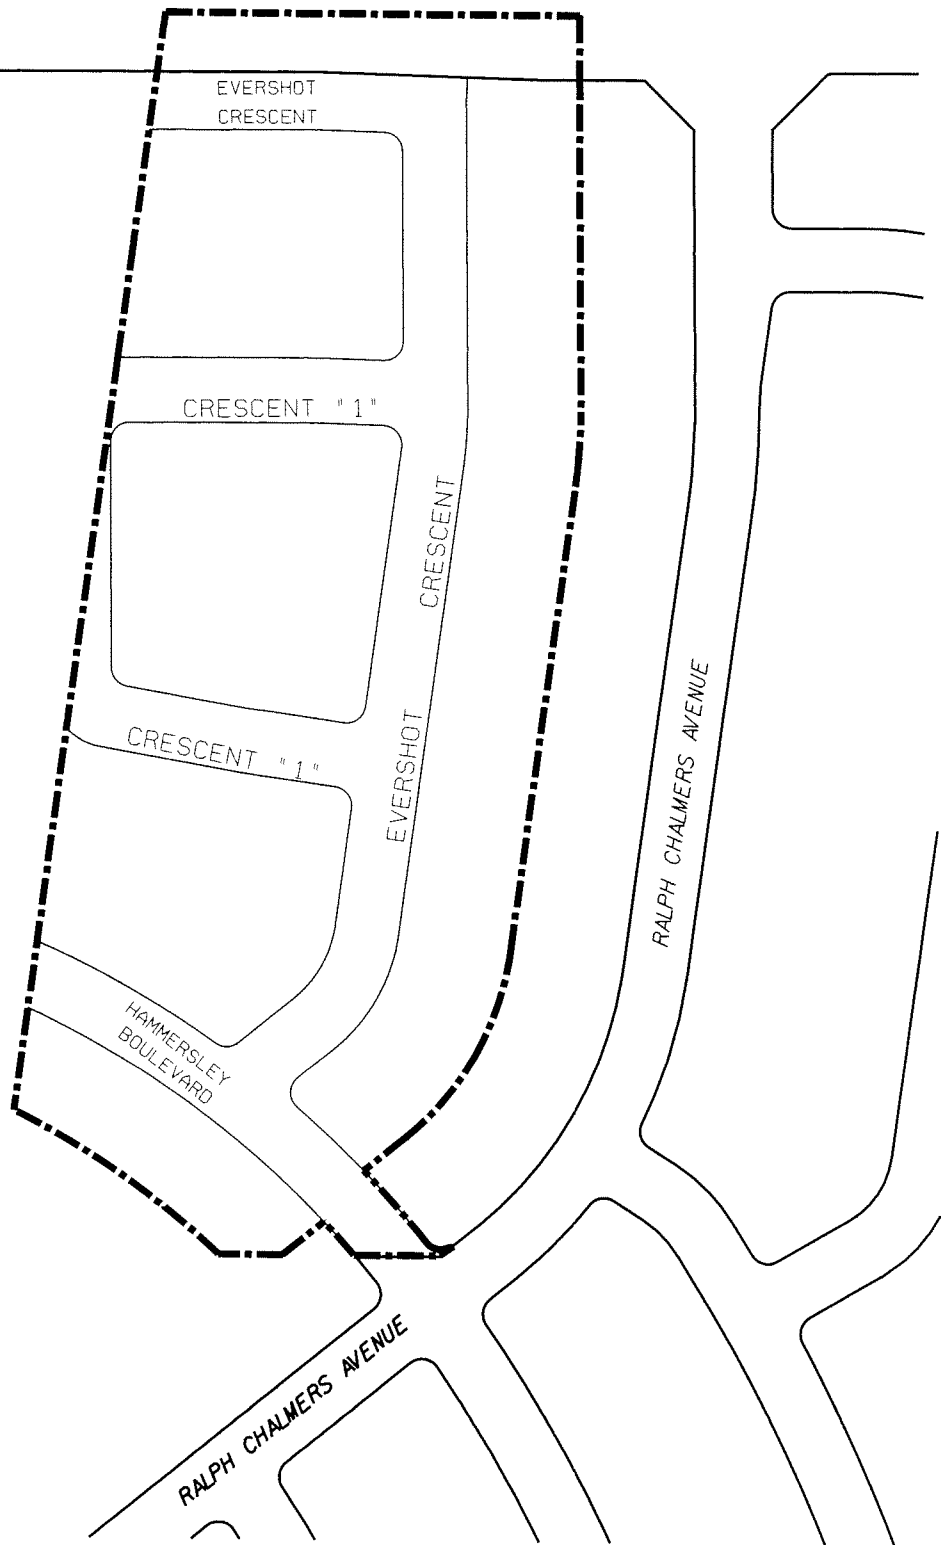 EVERSHOT
CRESCENT
CRESCENT "1"
EVERSHOT CRESCENT
CRESCENT "1"
RALPH CHALMERS AVENUE
HAMMERSLEY
BOULEVARD
RALPH CHALMERS AVENUE